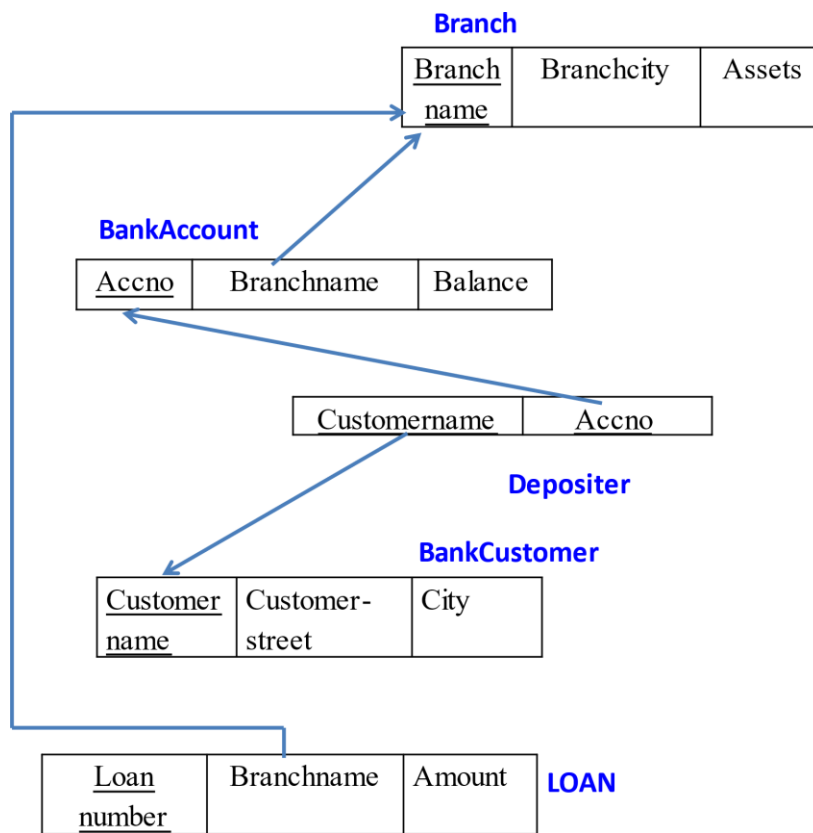 Branch
Branch Branchcity Assets
name
BankAccount
Accno Branchname Balance
Customername Accno
Depositer
BankCustomer
Customer Customer- City
name street
Loan Branchname Amount LOAN
number